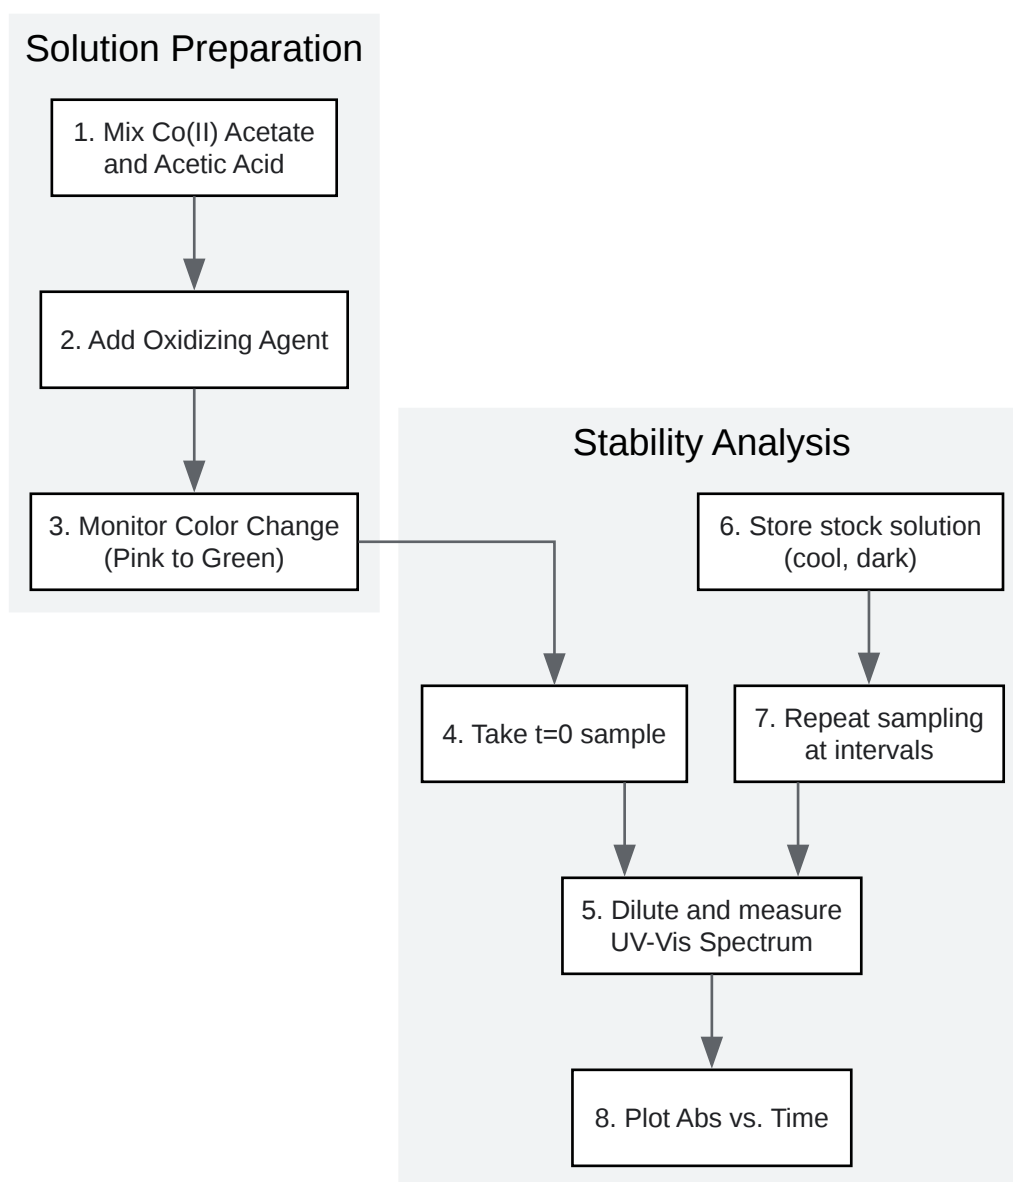 Solution Preparation
1. Mix Co(II) Acetate
and Acetic Acid
2. Add Oxidizing Agent
3. Monitor Color Change
(Pink to Green)
Stability Analysis
6. Store stock solution
(cool, dark)
4. Take t=0 sample
7. Repeat sampling
at intervals
5. Dilute and measure
UV-Vis Spectrum
8. Plot Abs vs. Time